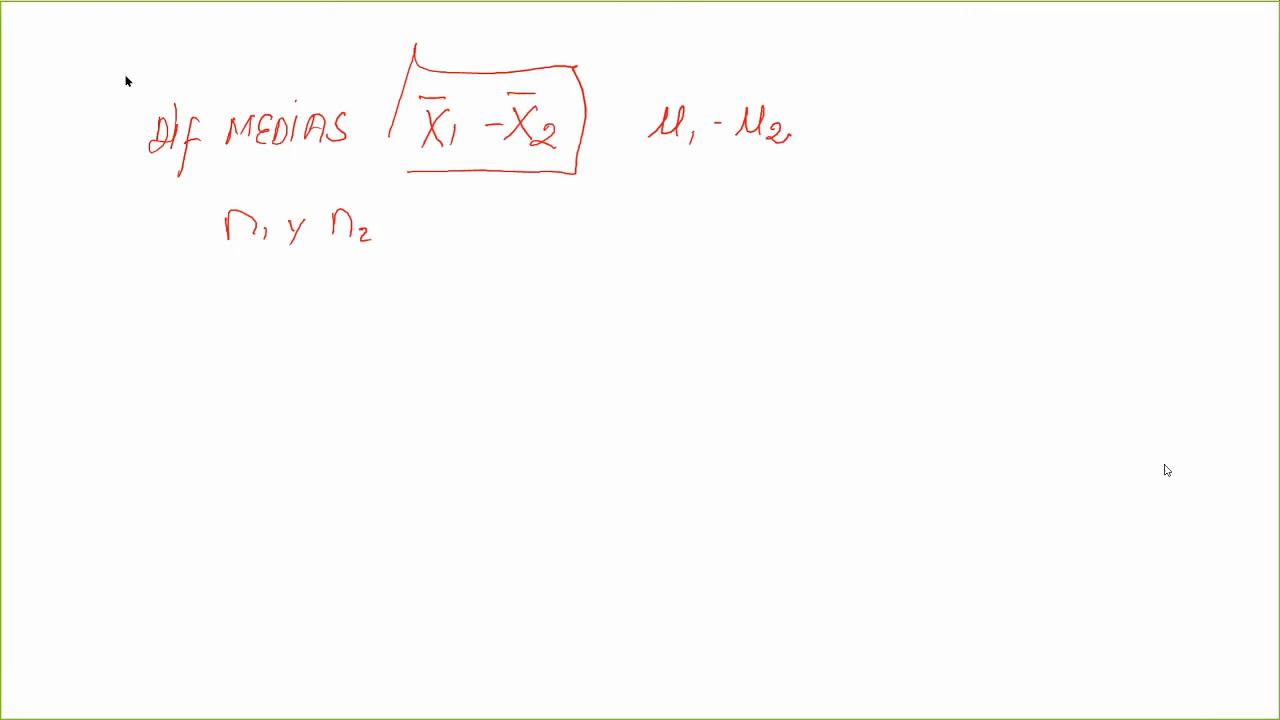 Dif MEDIAS X̄₁ - X̄₂ μ₁ - μ₂
n₁ y n₂